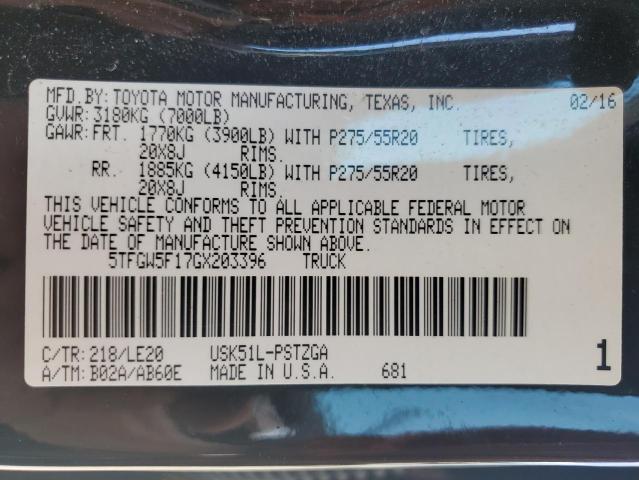 MFD.BY:TOYOTA MOTOR MANUFACTURING, TEXAS, INC. 02/16
GVWR:3180KG (7000LB)
GAWR:FRT. 1770KG (3900LB) WITH P275/55R20 TIRES,
20X8J RIMS.
RR. 1885KG (4150LB) WITH P275/55R20 TIRES,
20X8J RIMS.
THIS VEHICLE CONFORMS TO ALL APPLICABLE FEDERAL MOTOR
VEHICLE SAFETY AND THEFT PREVENTION STANDARDS IN EFFECT ON
THE DATE OF MANUFACTURE SHOWN ABOVE.
5TFGW5F17GX203396 TRUCK
C/TR:218/LE20 USK51L-PSTZGA
A/TM:B02A/AB60E MADE IN U.S.A. 681
1